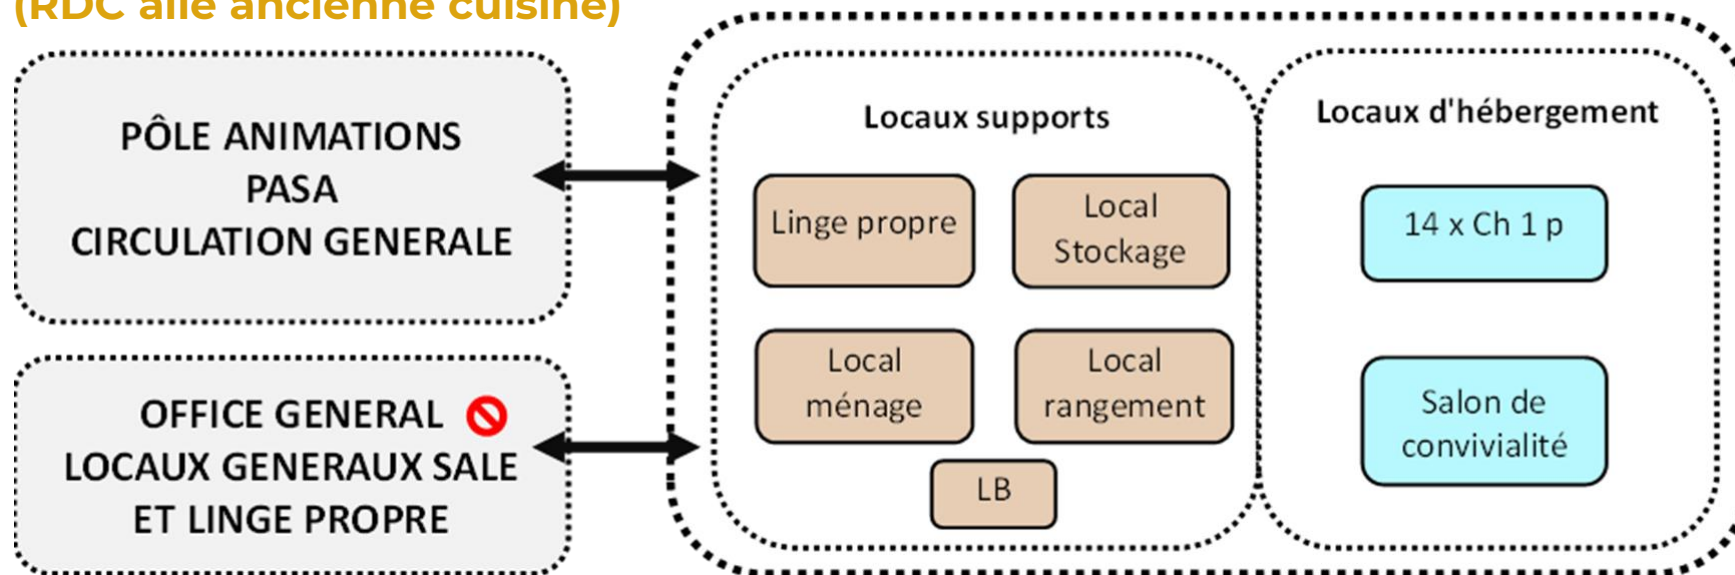 (RDC aile ancienne cuisine)
PÔLE ANIMATIONS
PASA
CIRCULATION GENERALE
OFFICE GENERAL
LOCAUX GENERAUX SALE
ET LINGE PROPRE
Locaux supports
Linge propre
Local
Stockage
Local
ménage
Local
rangement
LB
Locaux d'hébergement
14 x Ch 1 p
Salon de
convivialité